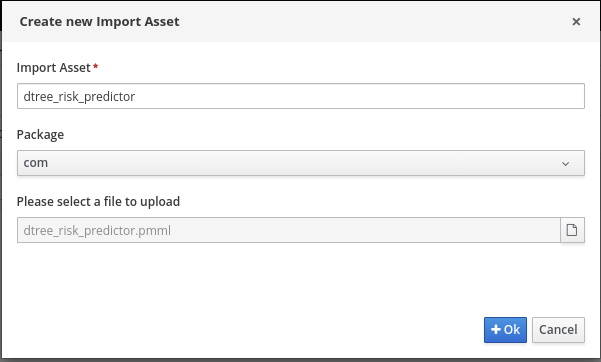 Create new Import Asset ×
Import Asset*
dtree_risk_predictor
Package
com
Please select a file to upload
dtree_risk_predictor.pmml
+ Ok Cancel